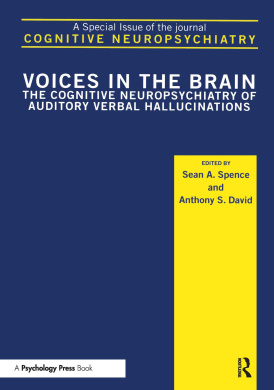 A Special Issue of the journal
COGNITIVE NEUROPSYCHIATRY
VOICES IN THE BRAIN
THE COGNITIVE NEUROPSYCHIATRY OF
AUDITORY VERBAL HALLUCINATIONS
EDITED BY
Sean A. Spence
and
Anthony S. David
A Psychology Press Book
R
ROUTLEDGE